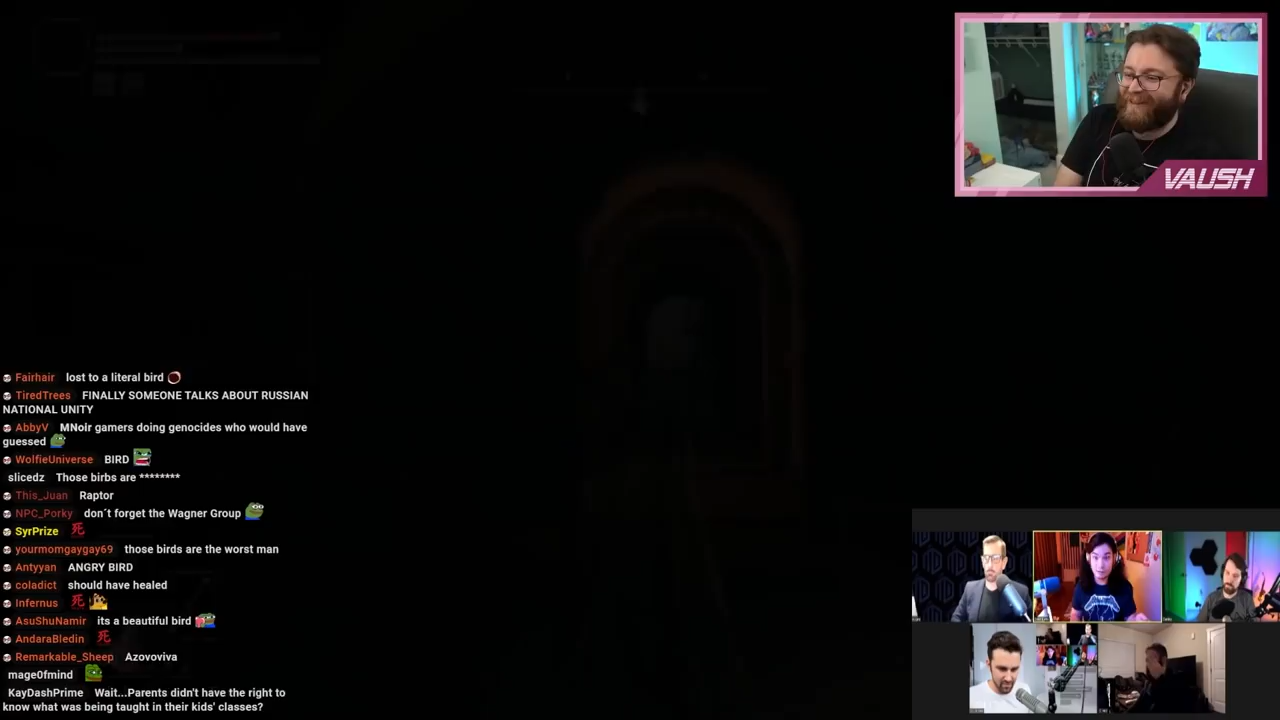 VAUSH
Fairhair lost to a literal bird
TiredTrees FINALLY SOMEONE TALKS ABOUT RUSSIAN
NATIONAL UNITY
AbbyV MNoir gamers doing genocides who would have
guessed
WolfieUniverse BIRD
slicedz Those birbs are ********
This_Juan Raptor
NPC_Porky don´t forget the Wagner Group
SyrPrize 死
yourmomgaygay69 those birds are the worst man
Antyyan ANGRY BIRD
coladict should have healed
Infernus 死
AsuShuNamir its a beautiful bird
AndaraBledin 死
Remarkable_Sheep Azovoviva
mage0fmind
KayDashPrime Wait...Parents didn't have the right to
know what was being taught in their kids' classes?